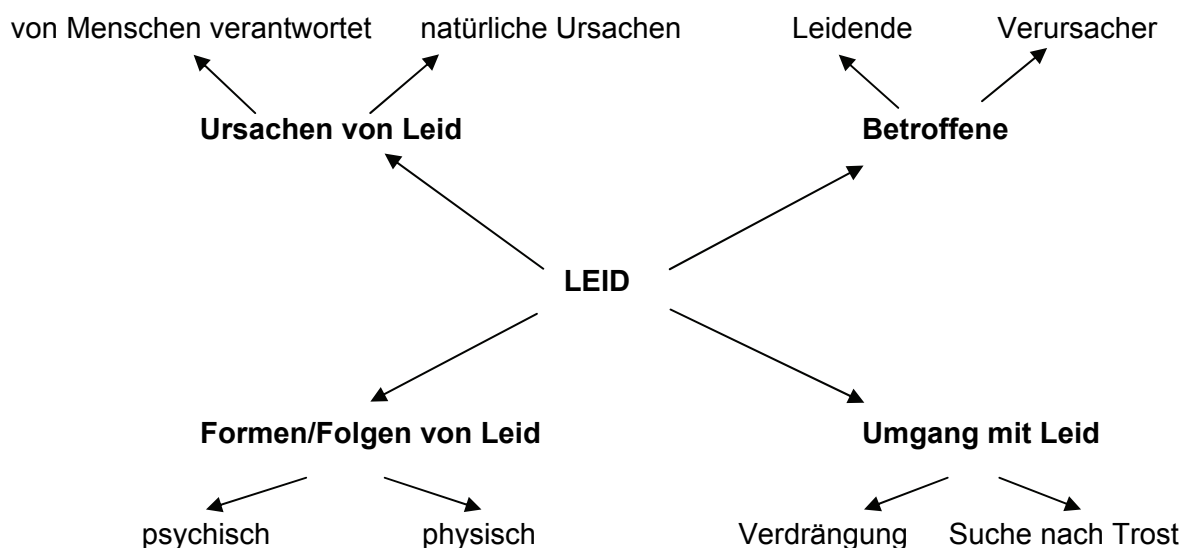 von Menschen verantwortet natürliche Ursachen Leidende Verursacher
Ursachen von Leid Betroffene
LEID
Formen/Folgen von Leid Umgang mit Leid
psychisch physisch Verdrängung Suche nach Trost